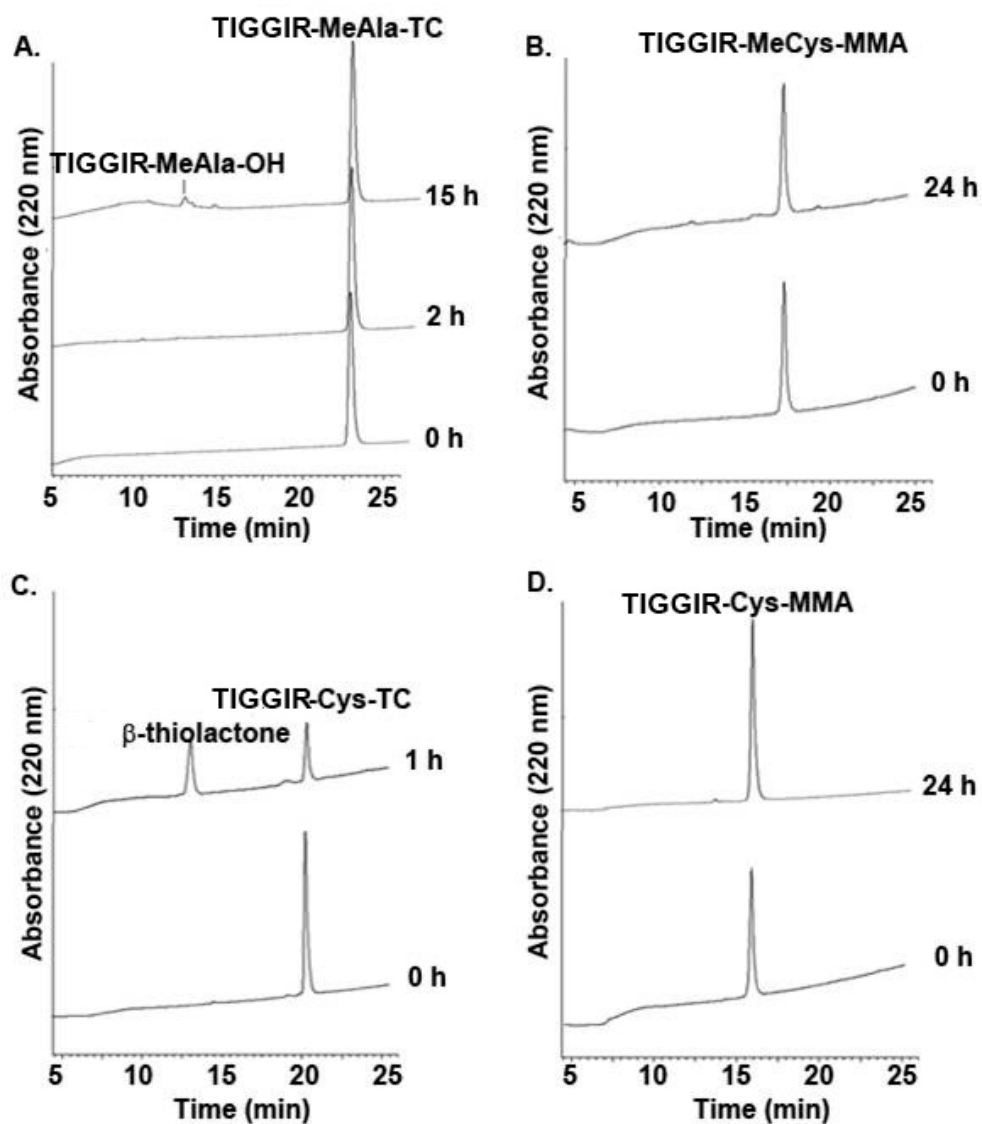 A.
TIGGIR-MeAla-TC
TIGGIR-MeAla-OH
15 h
2 h
0 h
Absorbance (220 nm)
5 10 15 20 25
Time (min)
B.
TIGGIR-MeCys-MMA
24 h
0 h
Absorbance (220 nm)
5 10 15 20 25
Time (min)
C.
TIGGIR-Cys-TC
β-thiolactone
1 h
0 h
Absorbance (220 nm)
5 10 15 20 25
Time (min)
D.
TIGGIR-Cys-MMA
24 h
0 h
Absorbance (220 nm)
5 10 15 20 25
Time (min)